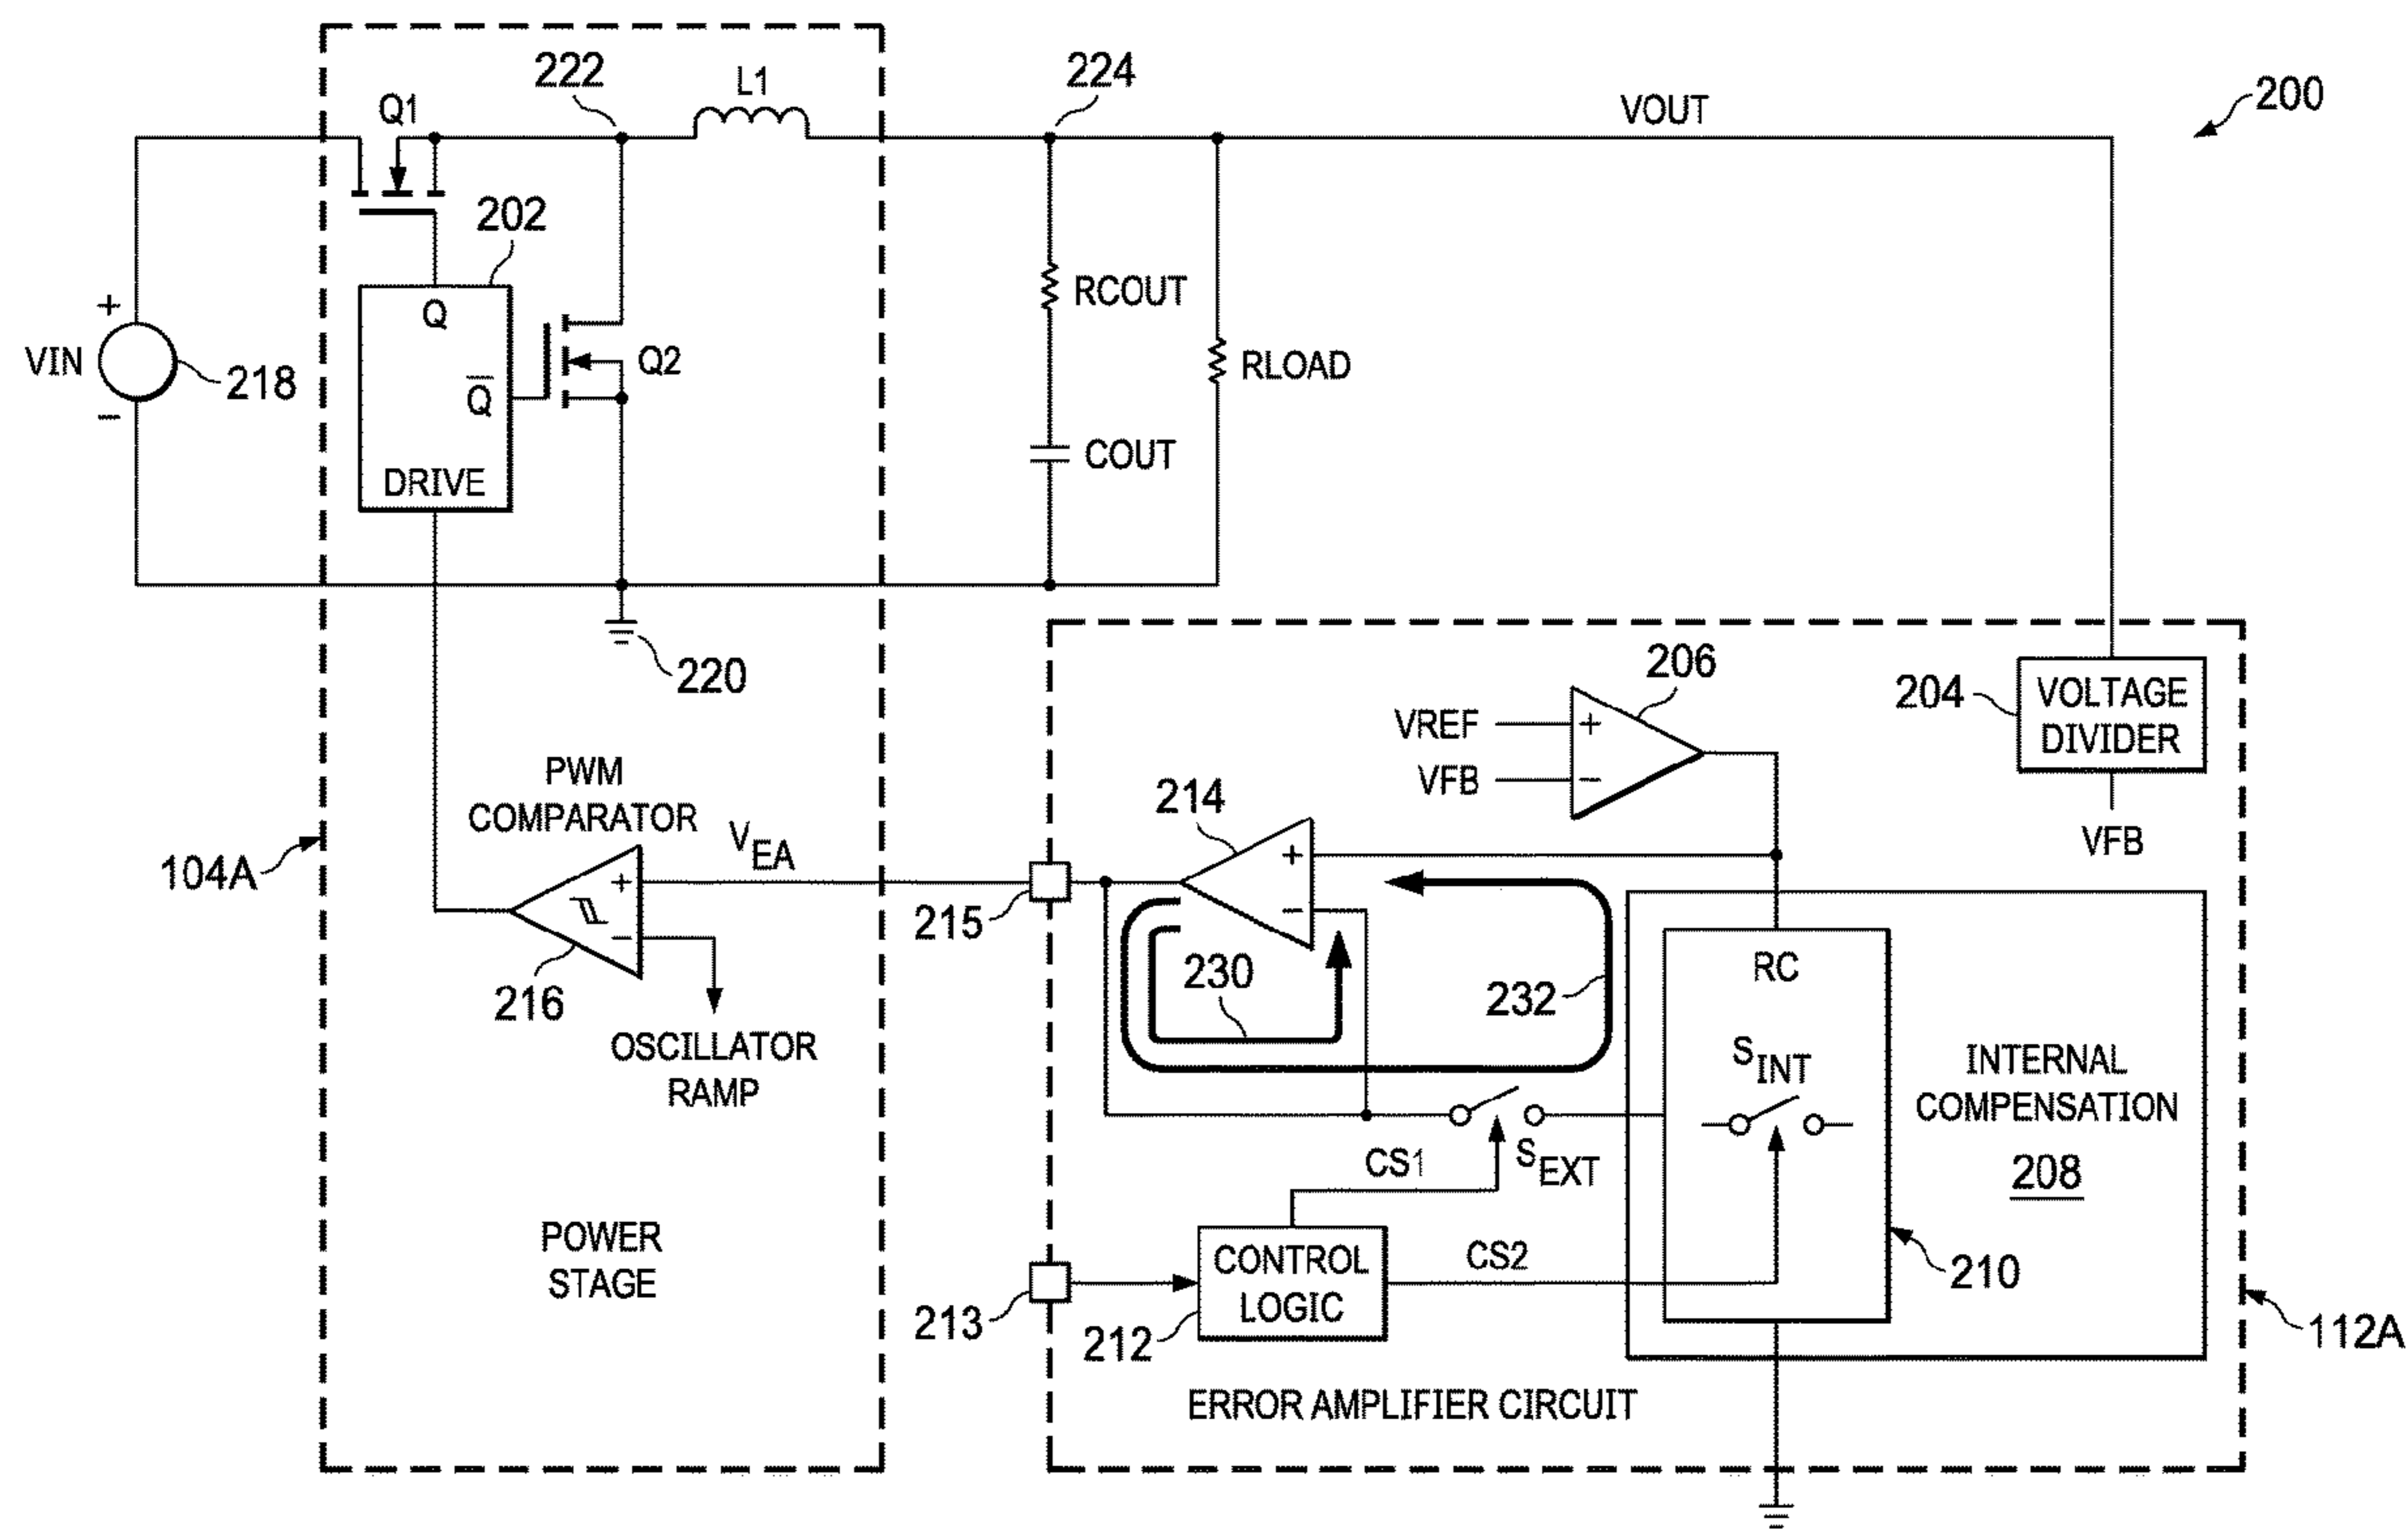 222
L1
224
VOUT
200
Q1
202
Q
Q
DRIVE
Q2
RCOUT
RLOAD
COUT
+
VIN
−
218
220
206
VREF
+
VFB
−
204
VOLTAGE
DIVIDER
VFB
PWM
COMPARATOR
VEA
214
+
−
104A
+
−
216
215
230
232
RC
OSCILLATOR
RAMP
SINT
INTERNAL
COMPENSATION
208
CS1
SEXT
POWER
STAGE
CONTROL
LOGIC
CS2
210
213
212
112A
ERROR AMPLIFIER CIRCUIT